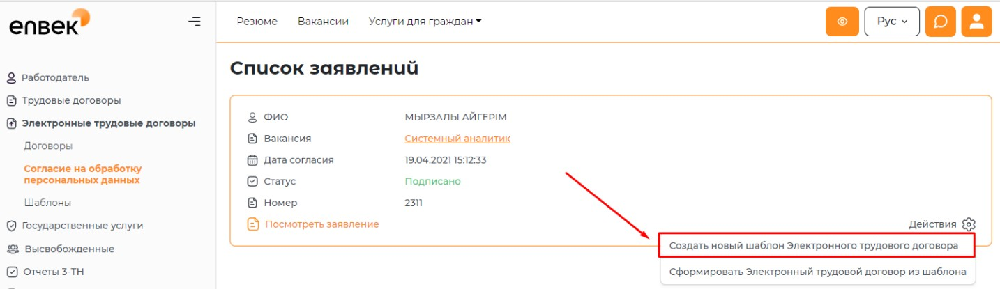 enbek
Резюме Вакансии Услуги для граждан
Рус
Работодатель
Трудовые договоры
Электронные трудовые договоры
Договоры
Согласие на обработку
персональных данных
Шаблоны
Государственные услуги
Высвобожденные
Отчеты 3-ТН
Список заявлений
ФИО МЫРЗАЛЫ АЙГЕРІМ
Вакансия Системный аналитик
Дата согласия 19.04.2021 15:12:33
Статус Подписано
Номер 2311
Посмотреть заявление
Действия
Создать новый шаблон Электронного трудового договора
Сформировать Электронный трудовой договор из шаблона